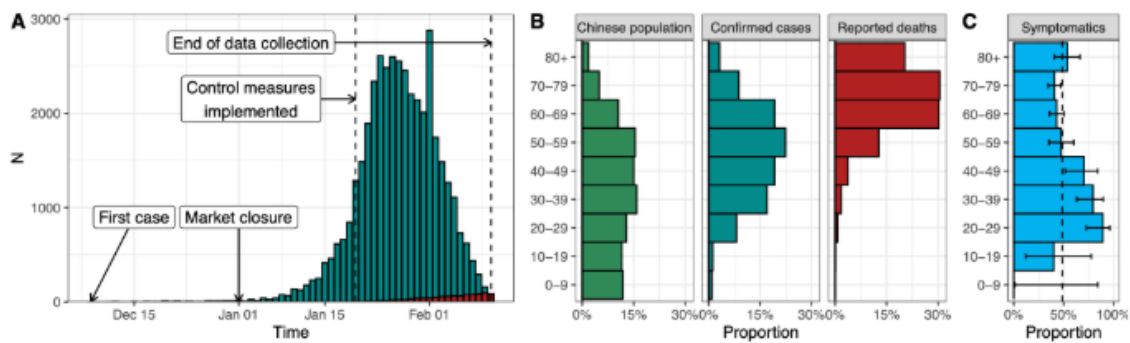 A
3000
2000
1000
0
N
End of data collection
Control measures
implemented
First case
Market closure
Dec 15
Jan 01
Jan 15
Feb 01
Time
B
Chinese population
Confirmed cases
Reported deaths
80+
70–79
60–69
50–59
40–49
30–39
20–29
10–19
0–9
0%
15%
30%
0%
15%
30%
0%
15%
30%
Proportion
C
Symptomatics
80+
70–79
60–69
50–59
40–49
30–39
20–29
10–19
0–9
0%
50%
100%
Proportion